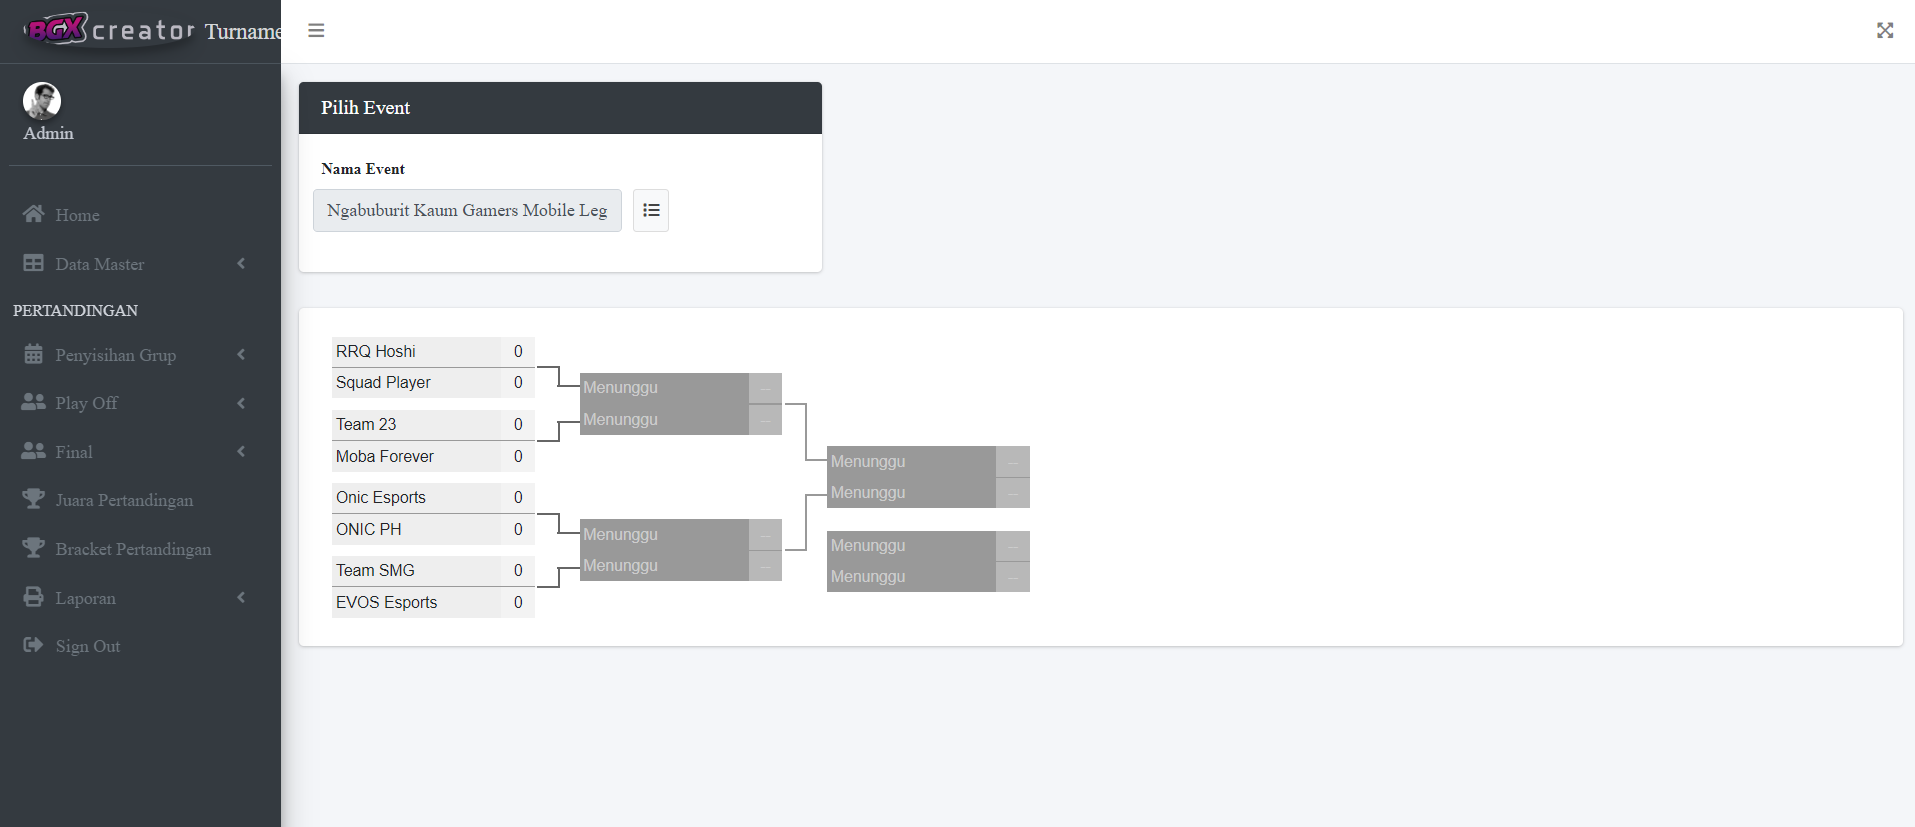 BGX creator Turname
Admin
Home
Data Master
PERTANDINGAN
Penyisihan Grup
Play Off
Final
Juara Pertandingan
Bracket Pertandingan
Laporan
Sign Out
Pilih Event
Nama Event
Ngabuburit Kaum Gamers Mobile Leg
RRQ Hoshi 0
Squad Player 0
Team 23 0
Moba Forever 0
Onic Esports 0
ONIC PH 0
Team SMG 0
EVOS Esports 0
Menunggu --
Menunggu --
Menunggu --
Menunggu --
Menunggu --
Menunggu --
Menunggu --
Menunggu --